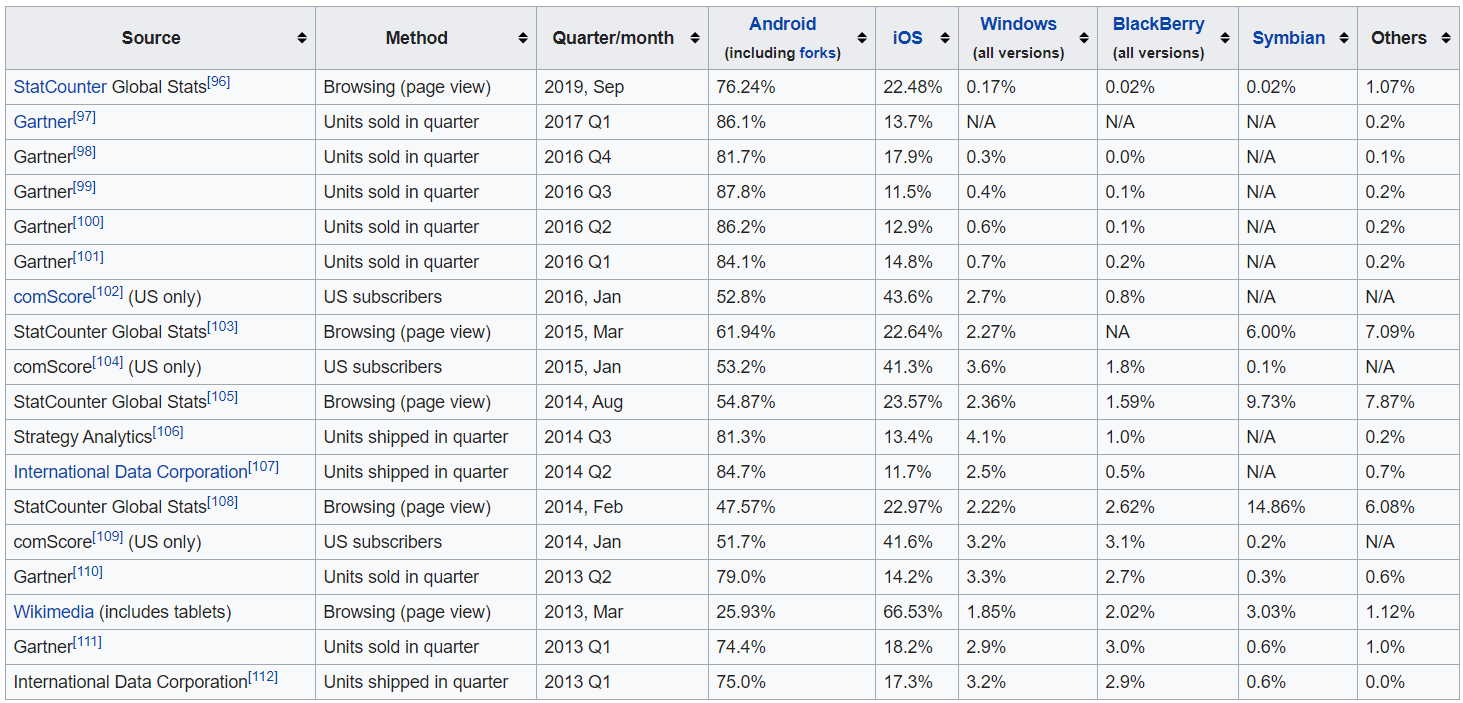 Source Method Quarter/month Android (including forks) iOS Windows (all versions) BlackBerry (all versions) Symbian Others
StatCounter Global Stats[96] Browsing (page view) 2019, Sep 76.24% 22.48% 0.17% 0.02% 0.02% 1.07%
Gartner[97] Units sold in quarter 2017 Q1 86.1% 13.7% N/A N/A N/A 0.2%
Gartner[98] Units sold in quarter 2016 Q4 81.7% 17.9% 0.3% 0.0% N/A 0.1%
Gartner[99] Units sold in quarter 2016 Q3 87.8% 11.5% 0.4% 0.1% N/A 0.2%
Gartner[100] Units sold in quarter 2016 Q2 86.2% 12.9% 0.6% 0.1% N/A 0.2%
Gartner[101] Units sold in quarter 2016 Q1 84.1% 14.8% 0.7% 0.2% N/A 0.2%
comScore[102] (US only) US subscribers 2016, Jan 52.8% 43.6% 2.7% 0.8% N/A N/A
StatCounter Global Stats[103] Browsing (page view) 2015, Mar 61.94% 22.64% 2.27% NA 6.00% 7.09%
comScore[104] (US only) US subscribers 2015, Jan 53.2% 41.3% 3.6% 1.8% 0.1% N/A
StatCounter Global Stats[105] Browsing (page view) 2014, Aug 54.87% 23.57% 2.36% 1.59% 9.73% 7.87%
Strategy Analytics[106] Units shipped in quarter 2014 Q3 81.3% 13.4% 4.1% 1.0% N/A 0.2%
International Data Corporation[107] Units shipped in quarter 2014 Q2 84.7% 11.7% 2.5% 0.5% N/A 0.7%
StatCounter Global Stats[108] Browsing (page view) 2014, Feb 47.57% 22.97% 2.22% 2.62% 14.86% 6.08%
comScore[109] (US only) US subscribers 2014, Jan 51.7% 41.6% 3.2% 3.1% 0.2% N/A
Gartner[110] Units sold in quarter 2013 Q2 79.0% 14.2% 3.3% 2.7% 0.3% 0.6%
Wikimedia (includes tablets) Browsing (page view) 2013, Mar 25.93% 66.53% 1.85% 2.02% 3.03% 1.12%
Gartner[111] Units sold in quarter 2013 Q1 74.4% 18.2% 2.9% 3.0% 0.6% 1.0%
International Data Corporation[112] Units shipped in quarter 2013 Q1 75.0% 17.3% 3.2% 2.9% 0.6% 0.0%